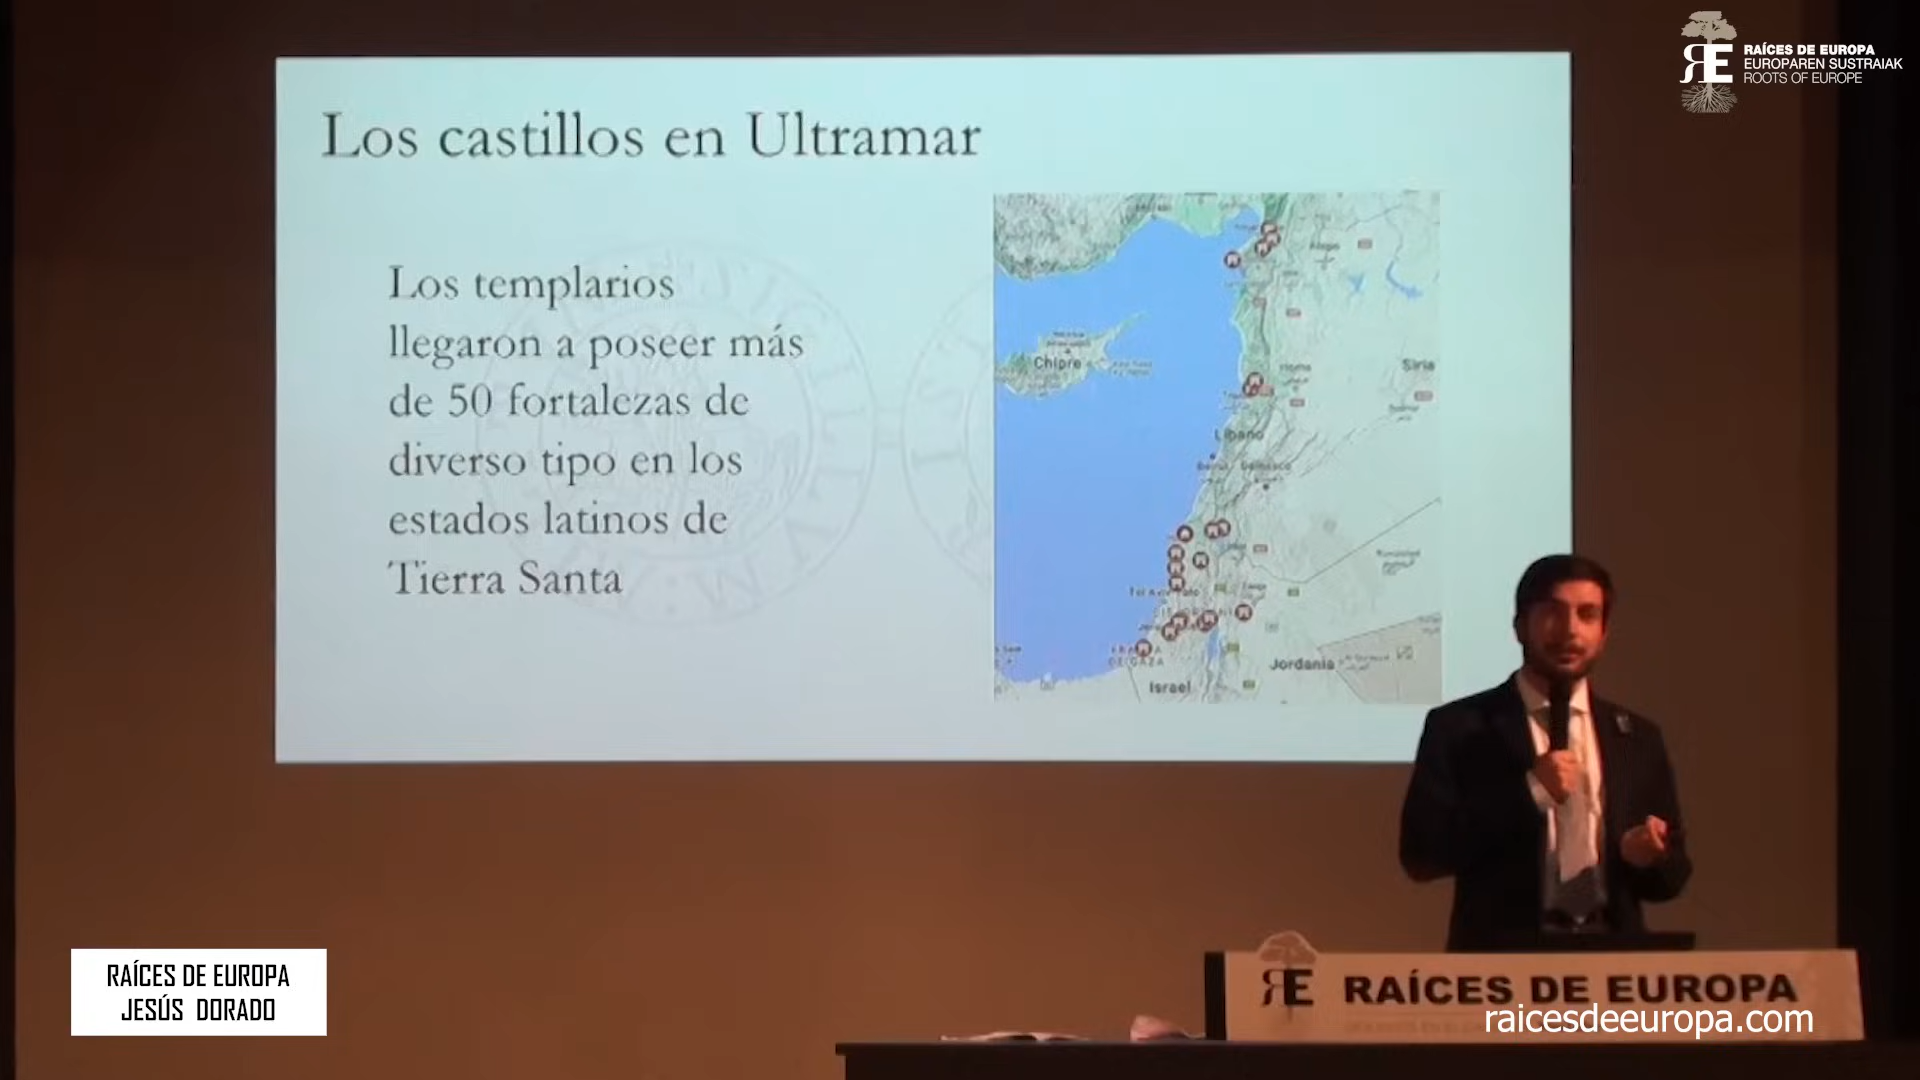 RAÍCES DE EUROPA
EUROPAREN SUSTRAIAK
ROOTS OF EUROPE
Los castillos en Ultramar
Los templarios
llegaron a poseer más
de 50 fortalezas de
diverso tipo en los
estados latinos de
Tierra Santa
Chipre
Siria
Líbano
Jordania
Israel
RAÍCES DE EUROPA
JESÚS DORADO
RE RAÍCES DE EUROPA
raicesdeeuropa.com